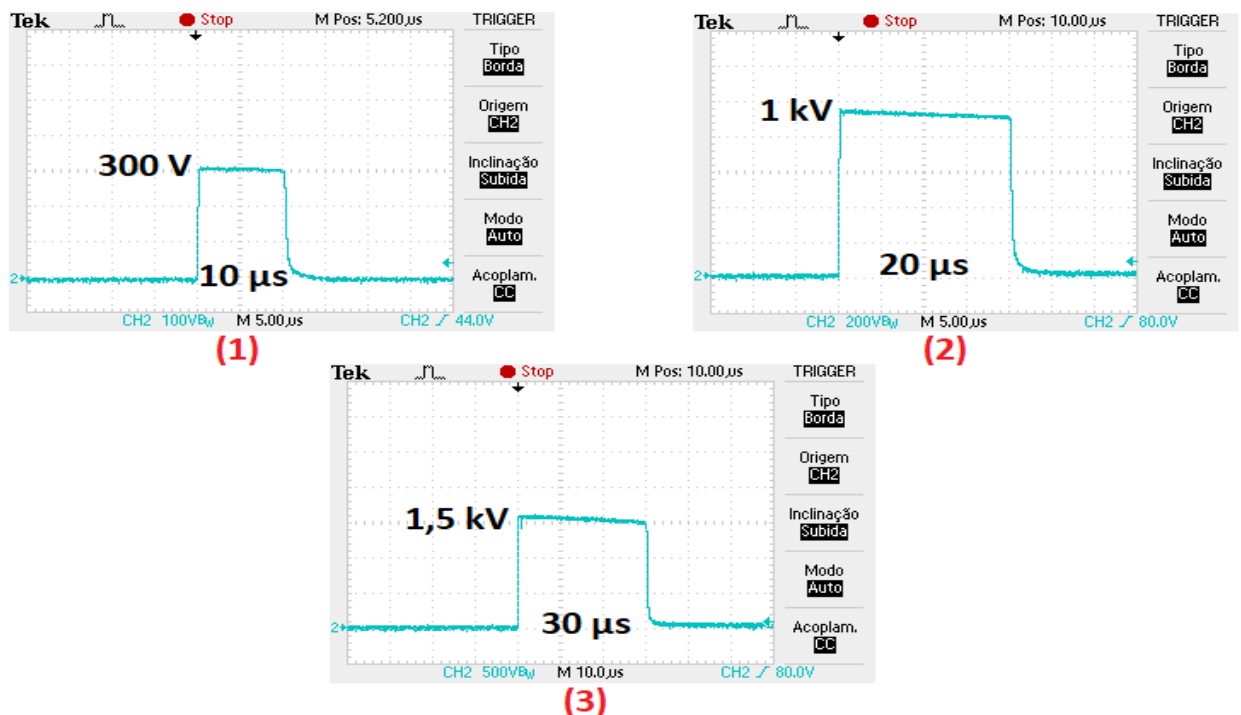 Tek Stop M Pos: 5.200µs TRIGGER
Tipo
Borda
Origem
CH2
300 V
Inclinação
Subida
Modo
Auto
10 µs
2
Acoplam.
CC
CH2 100VBW M 5.00µs CH2 44.0V
(1)
Tek Stop M Pos: 10.00µs TRIGGER
Tipo
Borda
1 kV
Origem
CH2
Inclinação
Subida
Modo
Auto
20 µs
2
Acoplam.
CC
CH2 200VBW M 5.00µs CH2 80.0V
(2)
Tek Stop M Pos: 10.00µs TRIGGER
Tipo
Borda
Origem
CH2
1,5 kV
Inclinação
Subida
Modo
Auto
30 µs
2
Acoplam.
CC
CH2 500VBW M 10.0µs CH2 80.0V
(3)